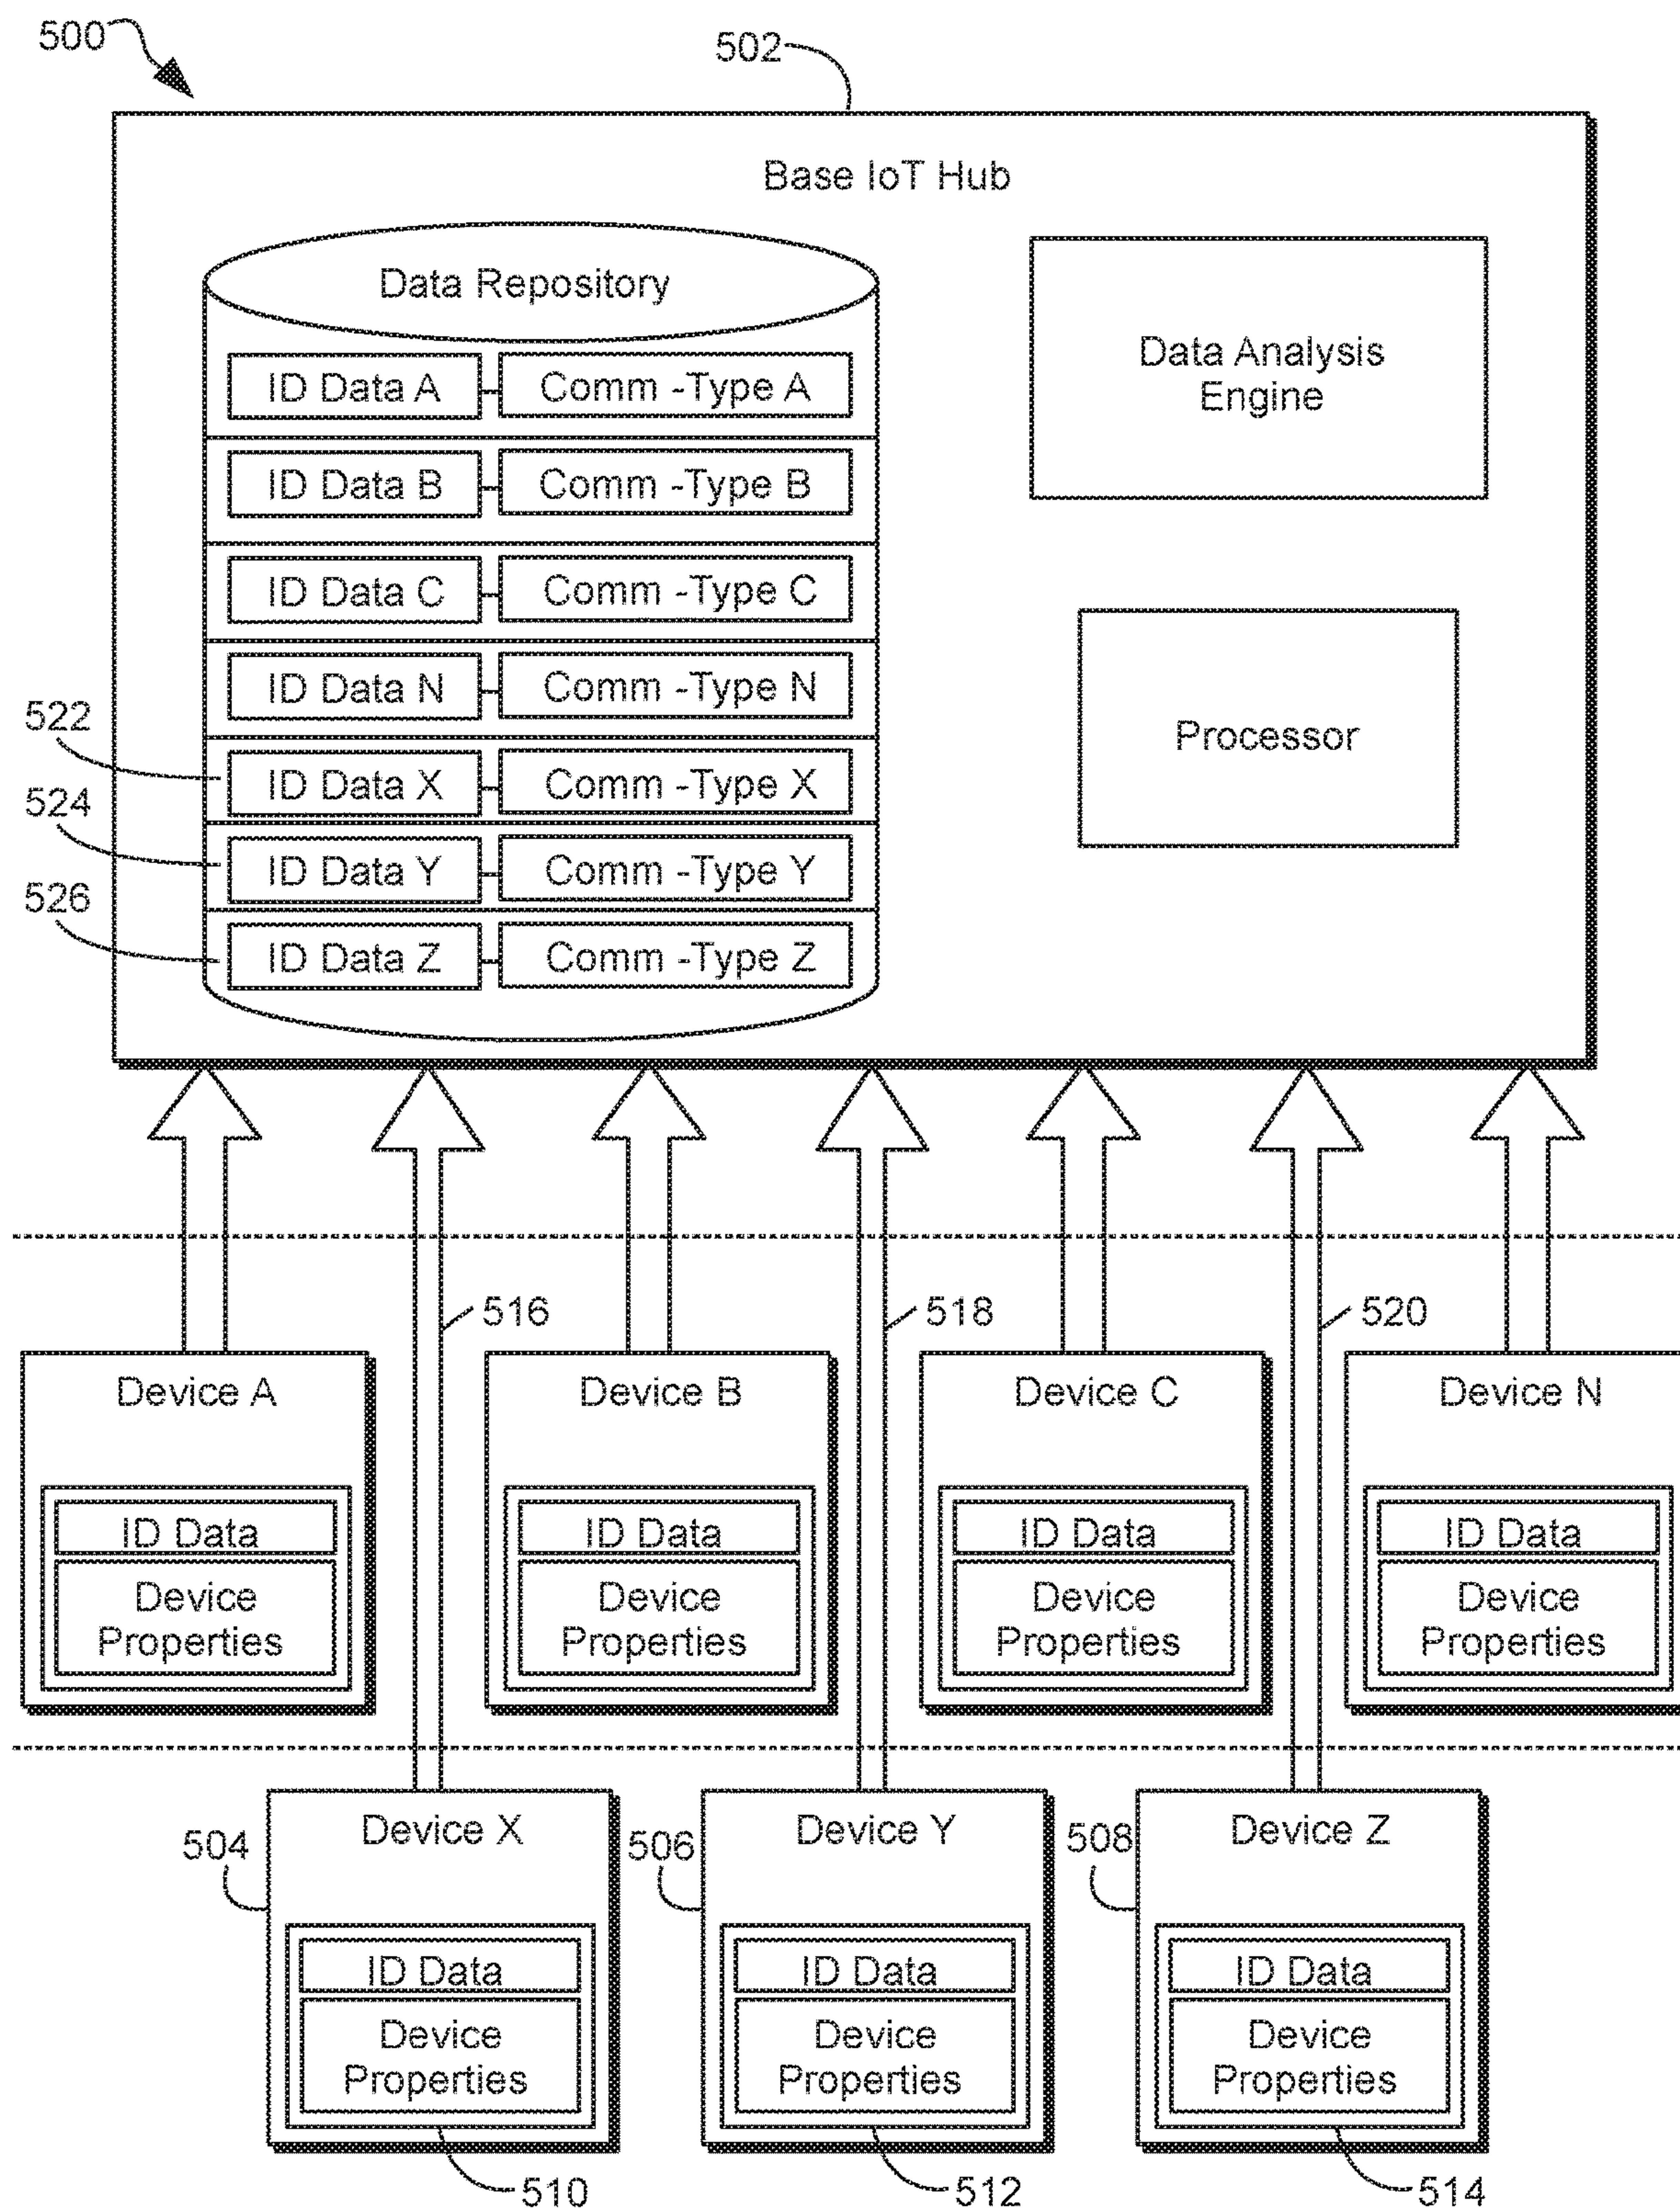 500
502
Base IoT Hub
Data Repository
Data Analysis
Engine
ID Data A
Comm -Type A
ID Data B
Comm -Type B
ID Data C
Comm -Type C
ID Data N
Comm -Type N
Processor
522
ID Data X
Comm -Type X
524
ID Data Y
Comm -Type Y
526
ID Data Z
Comm -Type Z
516
518
520
Device A
Device B
Device C
Device N
ID Data
ID Data
ID Data
ID Data
Device
Properties
Device
Properties
Device
Properties
Device
Properties
504
Device X
506
Device Y
508
Device Z
ID Data
ID Data
ID Data
Device
Properties
Device
Properties
Device
Properties
510
512
514